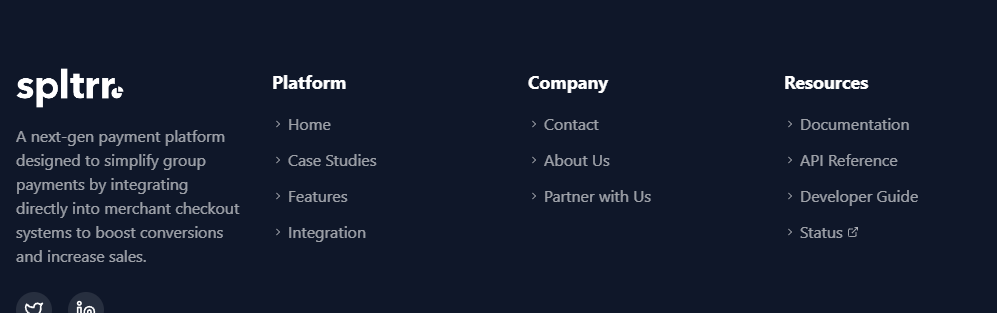 spltrr
A next-gen payment platform
designed to simplify group
payments by integrating
directly into merchant checkout
systems to boost conversions
and increase sales.
Platform
Home
Case Studies
Features
Integration
Company
Contact
About Us
Partner with Us
Resources
Documentation
API Reference
Developer Guide
Status